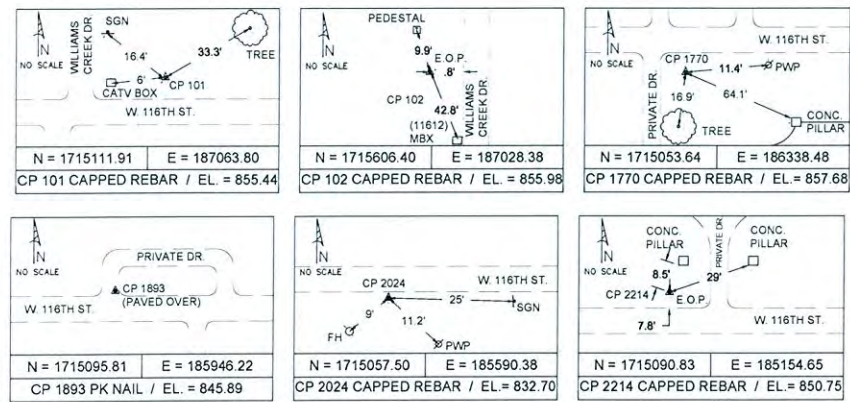 SGN
WILLIAMS
CREEK DR.
N
NO SCALE
33.3'
TREE
16.4'
6'
CP 101
CATV BOX
W. 116TH ST.
N = 1715111.91
E = 187063.80
CP 101 CAPPED REBAR / EL. = 855.44
PEDESTAL
N
NO SCALE
9.9'
E.O.P.
.8'
CP 102
42.8'
(11612)
MBX
WILLIAMS
CREEK DR.
N = 1715606.40
E = 187028.38
CP 102 CAPPED REBAR / EL. = 855.98
W. 116TH ST.
N
NO SCALE
CP 1770
11.4'
PWP
16.9'
64.1'
PRIVATE DR.
TREE
CONC.
PILLAR
N = 1715053.64
E = 186338.48
CP 1770 CAPPED REBAR / EL. = 857.68
N
NO SCALE
PRIVATE DR.
CP 1893
(PAVED OVER)
W. 116TH ST.
N = 1715095.81
E = 185946.22
CP 1893 PK NAIL / EL. = 845.89
N
NO SCALE
CP 2024
W. 116TH ST.
25'
SGN
9'
11.2'
FH
PWP
N = 1715057.50
E = 185590.38
CP 2024 CAPPED REBAR / EL.= 832.70
N
NO SCALE
CONC.
PILLAR
PRIVATE DR.
CONC.
PILLAR
8.5'
29'
CP 2214
E.O.P.
7.8'
W. 116TH ST.
N = 1715090.83
E = 185154.65
CP 2214 CAPPED REBAR / EL.= 850.75